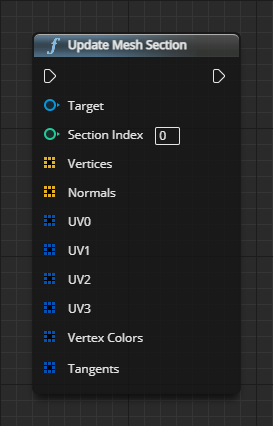 f Update Mesh Section
Target
Section Index 0
Vertices
Normals
UV0
UV1
UV2
UV3
Vertex Colors
Tangents